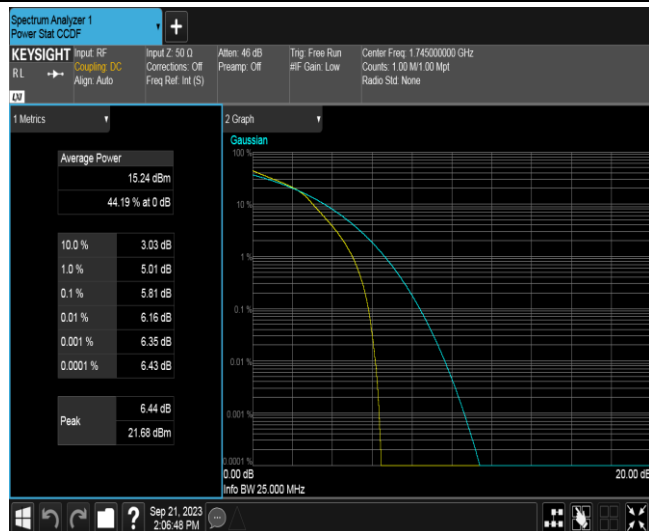 Spectrum Analyzer 1
Power Stat CCDF
+
KEYSIGHT
RL
LXI
Input: RF
Coupling: DC
Align: Auto
Input Z: 50 Ω
Corrections: Off
Freq Ref: Int (S)
Atten: 46 dB
Preamp: Off
Trig: Free Run
#IF Gain: Low
Center Freq: 1.745000000 GHz
Counts: 1.00 M/1.00 Mpt
Radio Std: None
1 Metrics
Average Power
15.24 dBm
44.19 % at 0 dB
10.0 % 3.03 dB
1.0 % 5.01 dB
0.1 % 5.81 dB
0.01 % 6.16 dB
0.001 % 6.35 dB
0.0001 % 6.43 dB
Peak
6.44 dB
21.68 dBm
2 Graph
Gaussian
100 %
10 %
1 %
0.1 %
0.01 %
0.001 %
0.0001 %
0.00 dB 20.00 dB
Info BW 25.000 MHz
?
Sep 21, 2023
2:06:48 PM